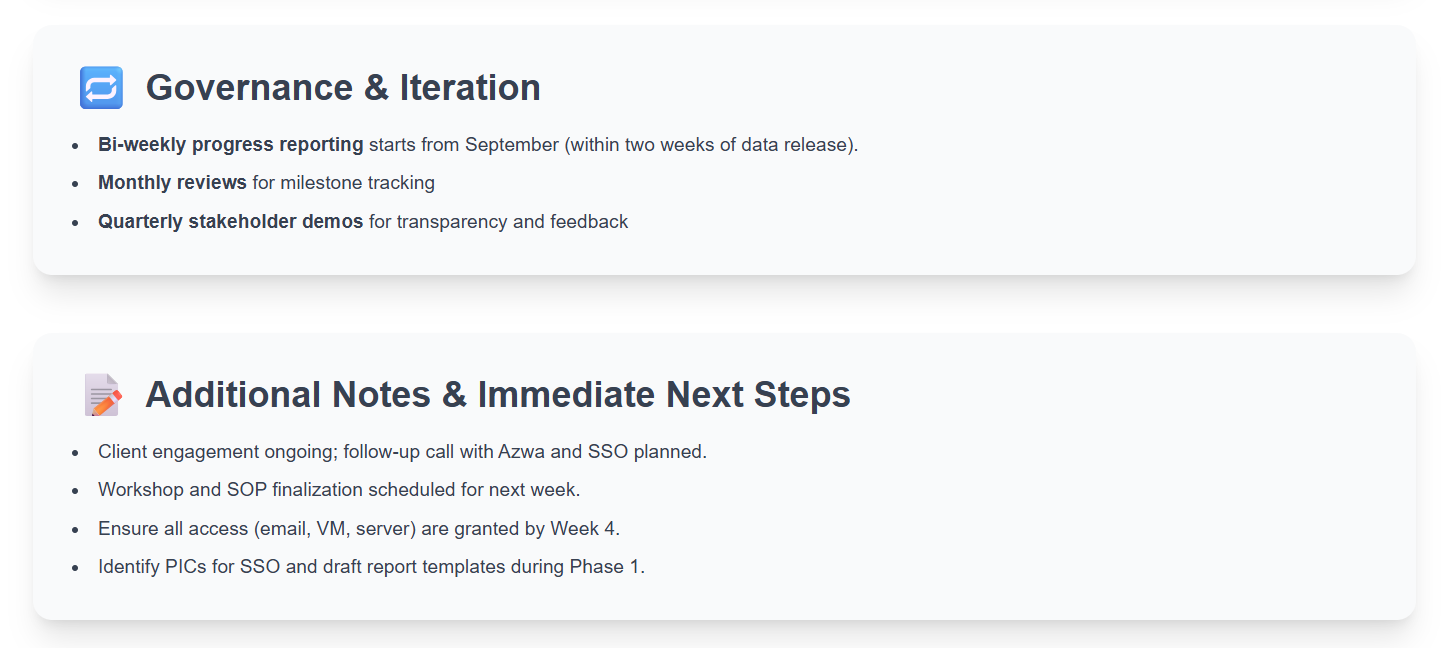 Governance & Iteration
Bi-weekly progress reporting starts from September (within two weeks of data release).
Monthly reviews for milestone tracking
Quarterly stakeholder demos for transparency and feedback
Additional Notes & Immediate Next Steps
Client engagement ongoing; follow-up call with Azwa and SSO planned.
Workshop and SOP finalization scheduled for next week.
Ensure all access (email, VM, server) are granted by Week 4.
Identify PICs for SSO and draft report templates during Phase 1.